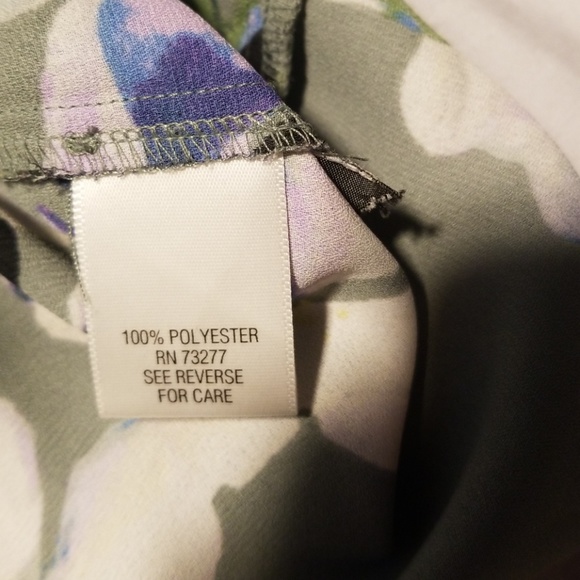 100% POLYESTER
RN 73277
SEE REVERSE
FOR CARE